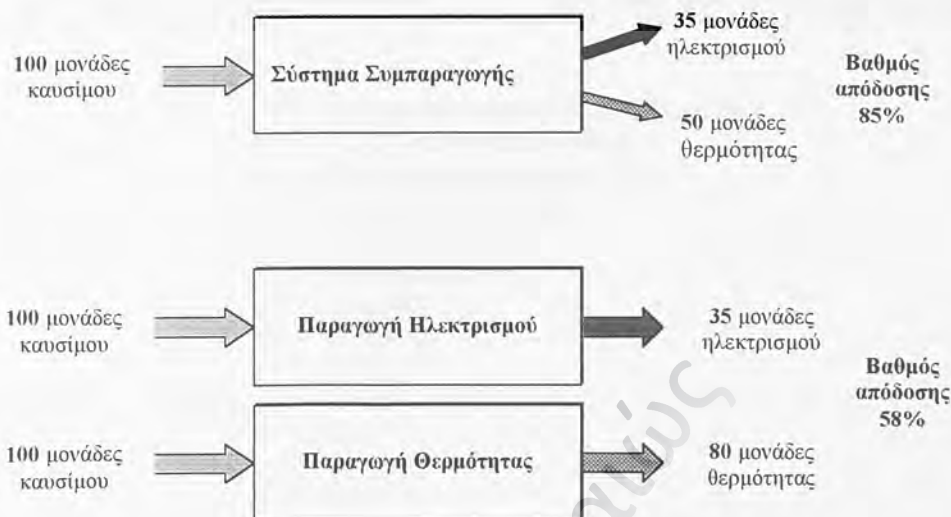 35 μονάδες
ηλεκτρισμού
100 μονάδες
καυσίμου
Σύστημα Συμπαραγωγής
Βαθμός
απόδοσης
85%
50 μονάδες
θερμότητας
100 μονάδες
καυσίμου
Παραγωγή Ηλεκτρισμού
35 μονάδες
ηλεκτρισμού
Βαθμός
απόδοσης
58%
100 μονάδες
καυσίμου
Παραγωγή Θερμότητας
80 μονάδες
θερμότητας